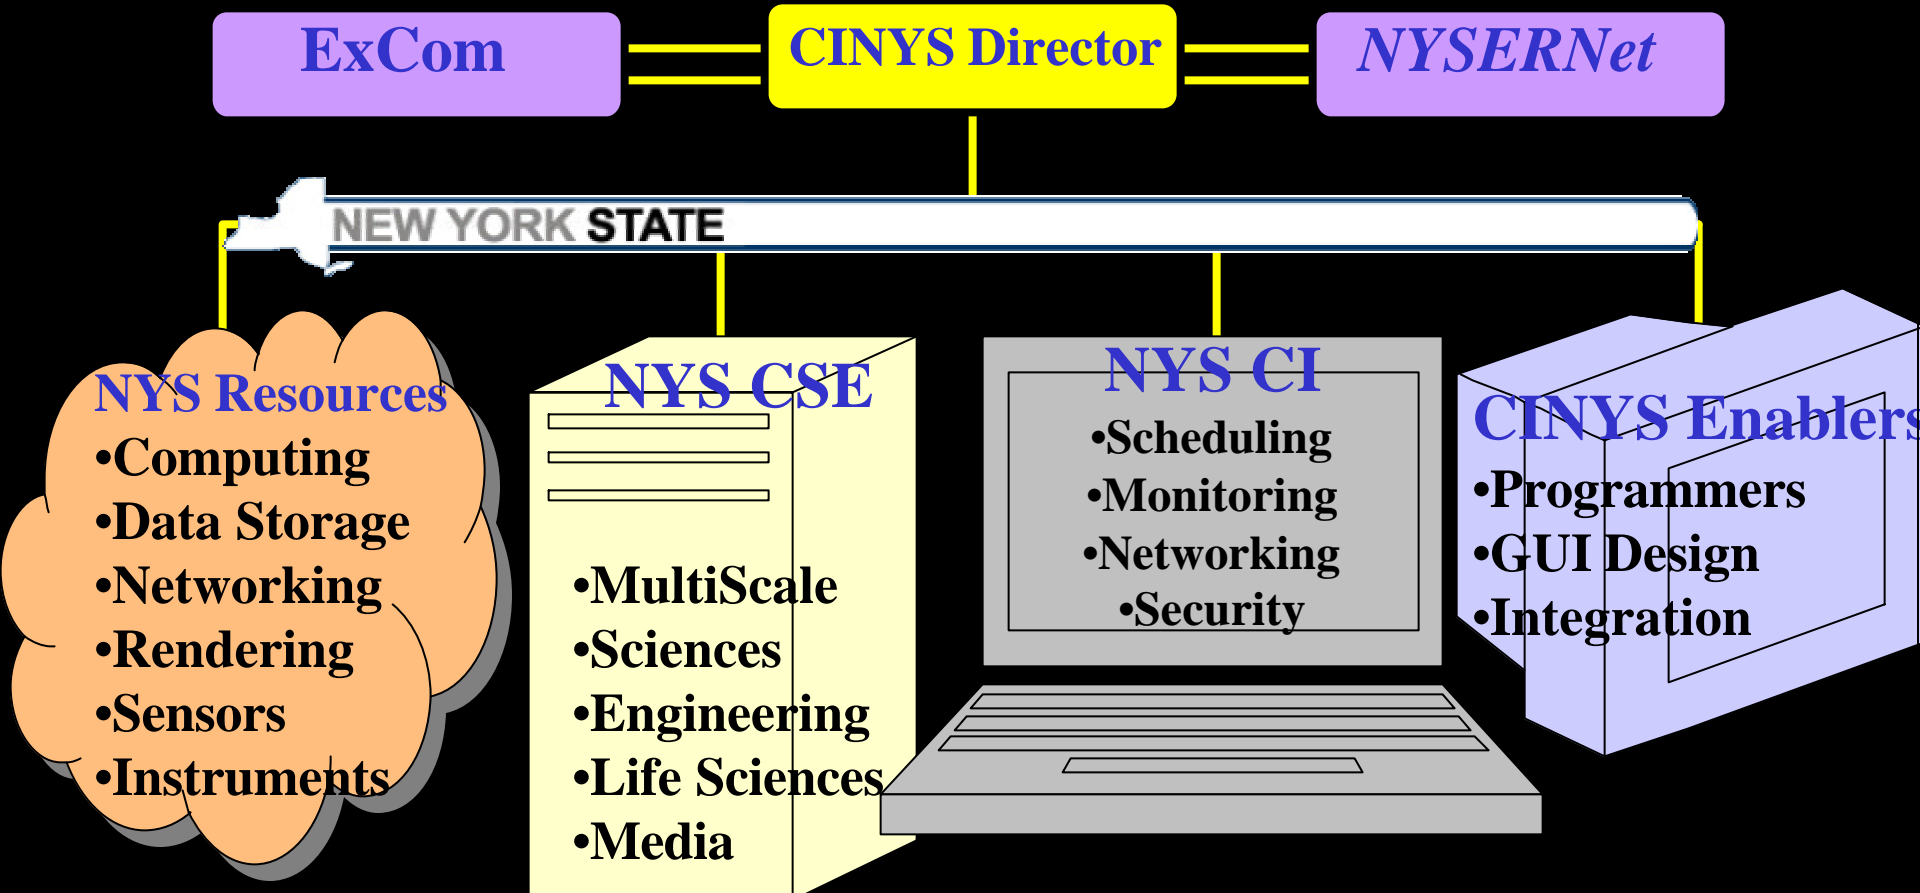 ExCom
CINYS Director
NYSERNet
NEW YORK STATE
NYS Resources
•Computing
•Data Storage
•Networking
•Rendering
•Sensors
•Instruments
NYS CSE
•MultiScale
•Sciences
•Engineering
•Life Sciences
•Media
NYS CI
•Scheduling
•Monitoring
•Networking
•Security
CINYS Enablers
•Programmers
•GUI Design
•Integration